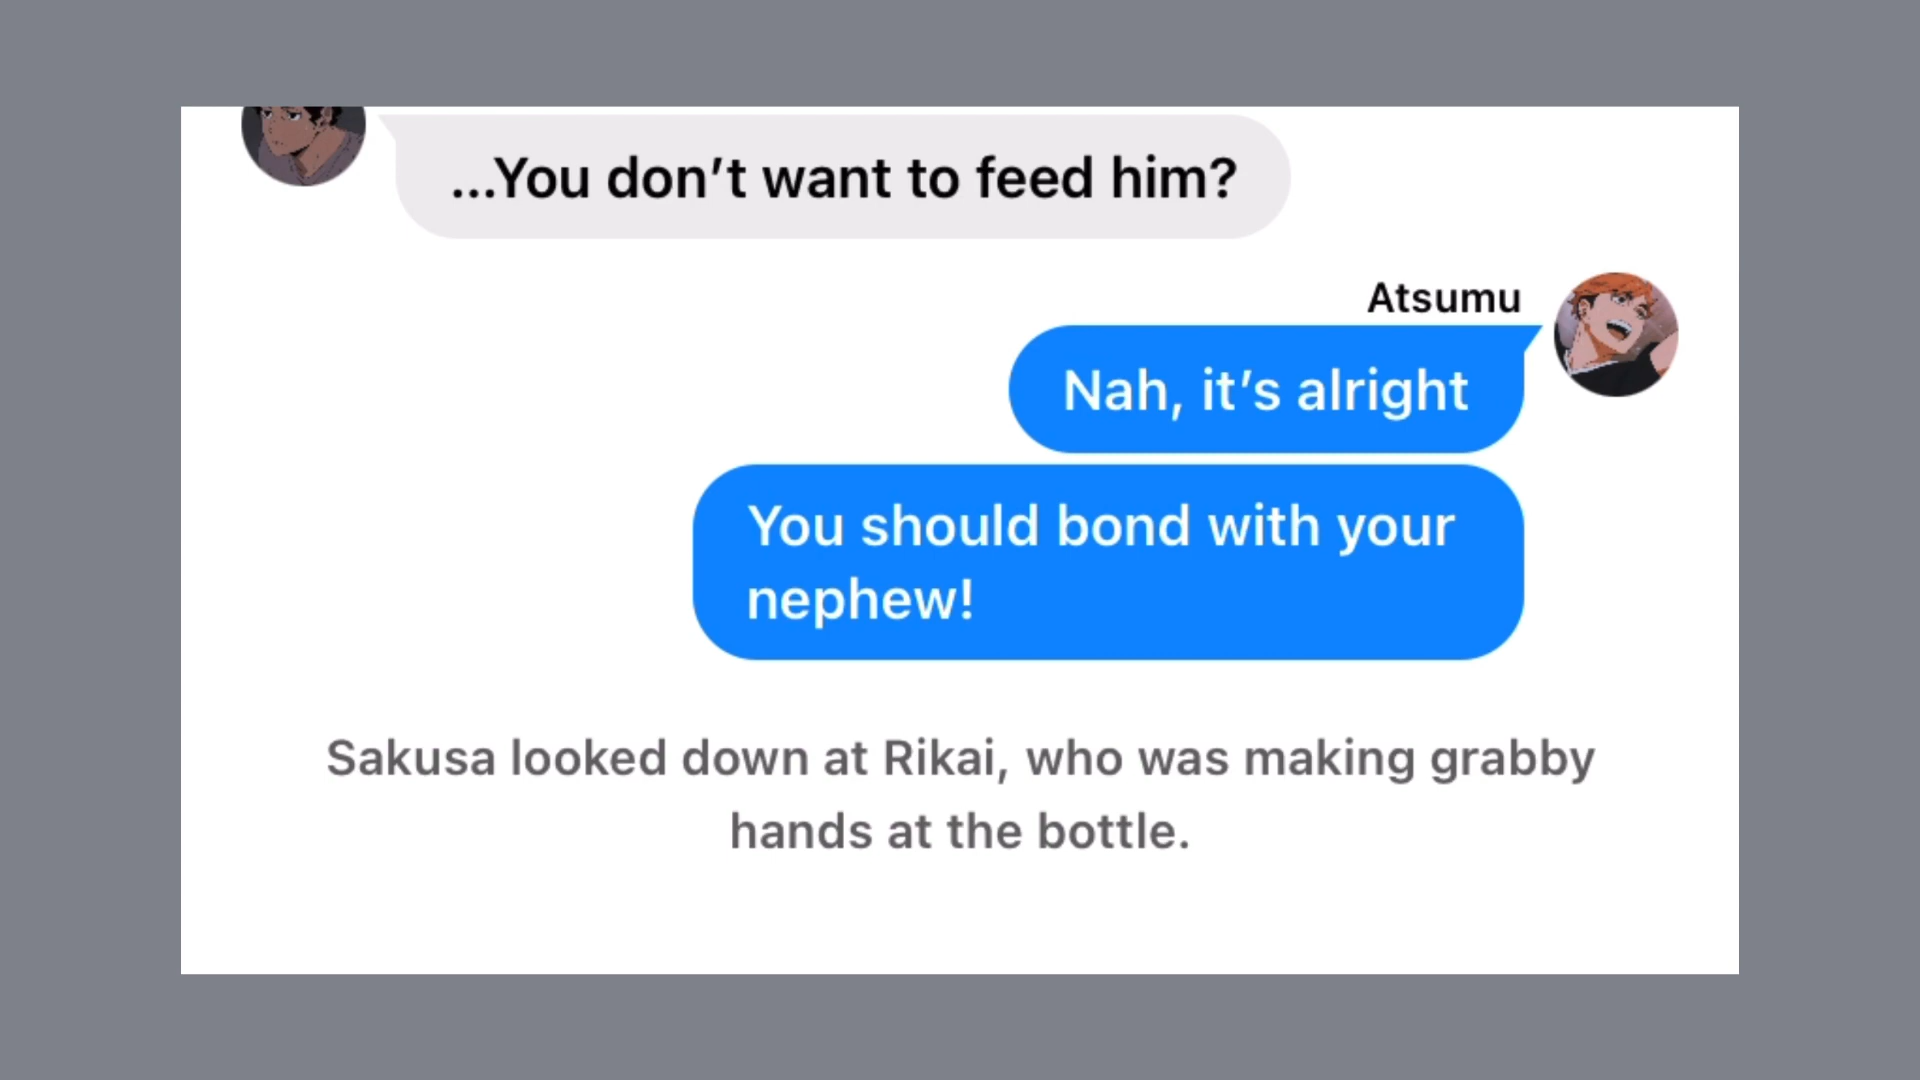 ...You don’t want to feed him?
Atsumu
Nah, it’s alright
You should bond with your
nephew!
Sakusa looked down at Rikai, who was making grabby
hands at the bottle.